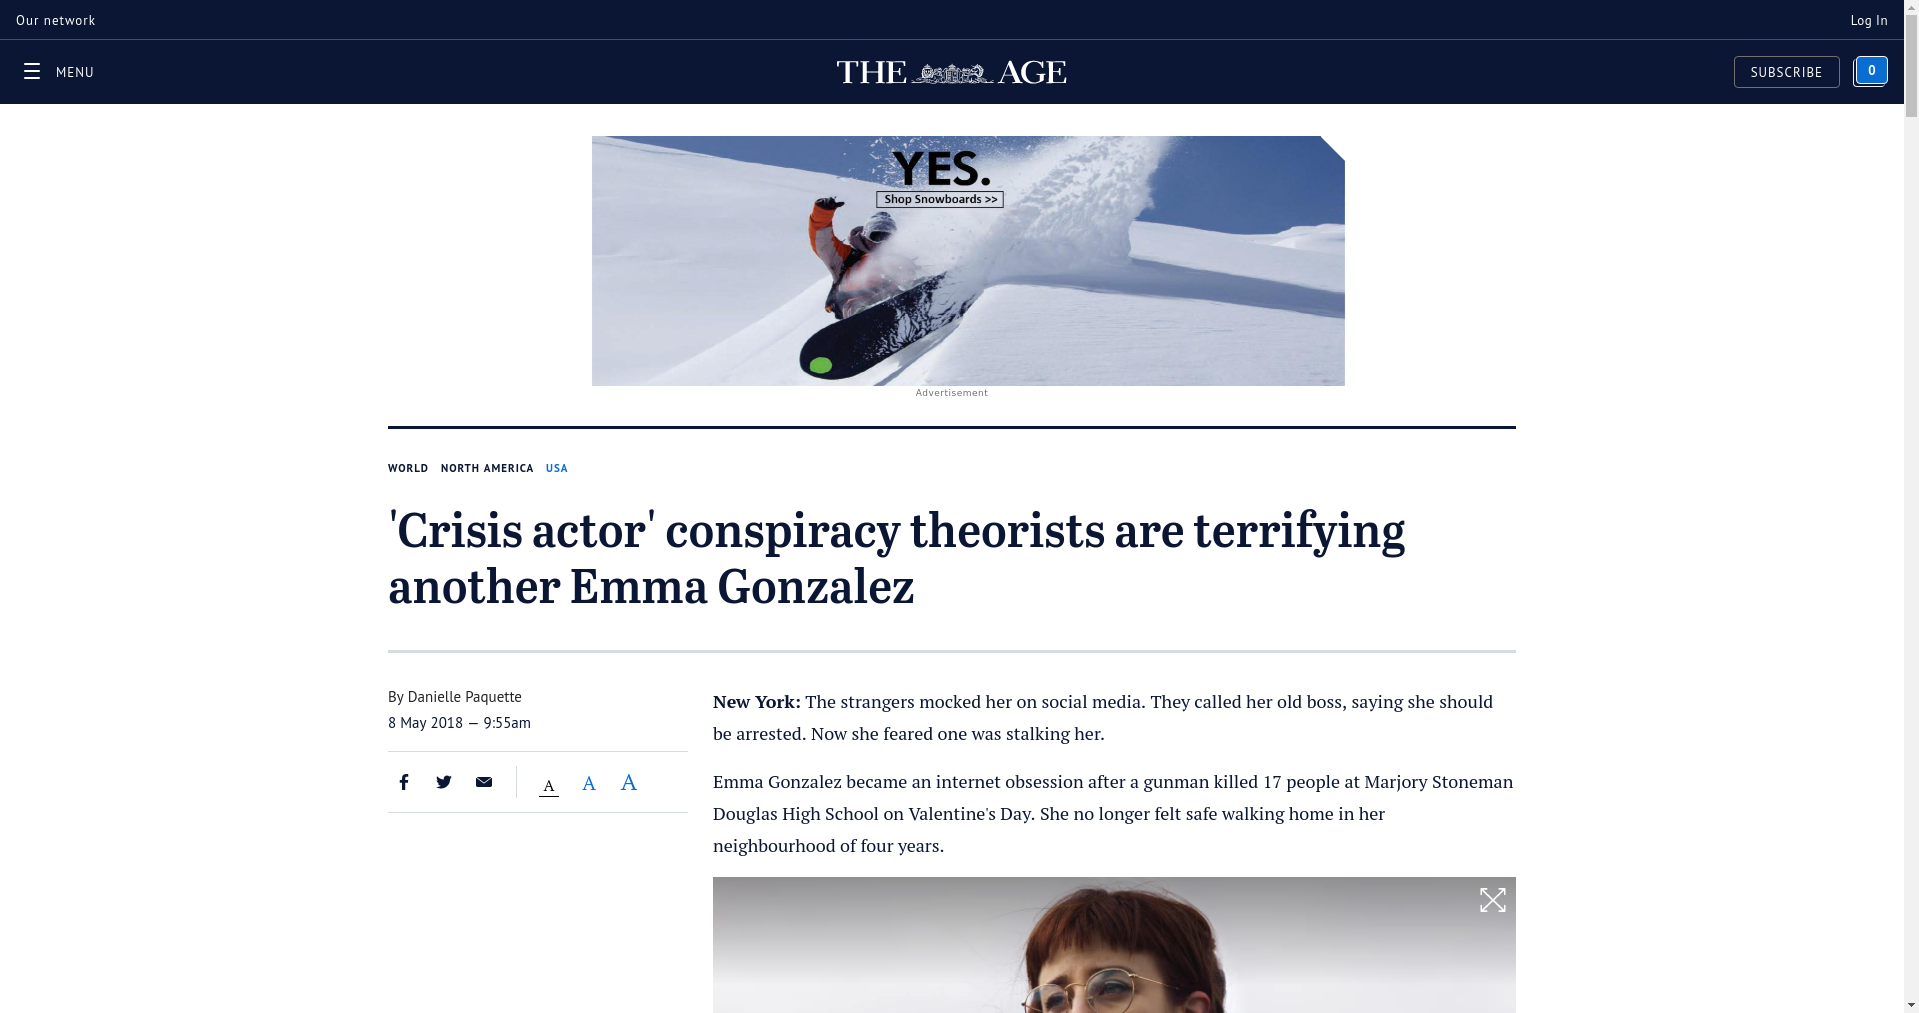 Our network
Log In
MENU
THE AGE
SUBSCRIBE
0
YES.
Shop Snowboards >>
Advertisement
WORLD NORTH AMERICA USA
'Crisis actor' conspiracy theorists are terrifying
another Emma Gonzalez
By Danielle Paquette
8 May 2018 — 9:55am
A A A
New York: The strangers mocked her on social media. They called her old boss, saying she should
be arrested. Now she feared one was stalking her.
Emma Gonzalez became an internet obsession after a gunman killed 17 people at Marjory Stoneman
Douglas High School on Valentine's Day. She no longer felt safe walking home in her
neighbourhood of four years.